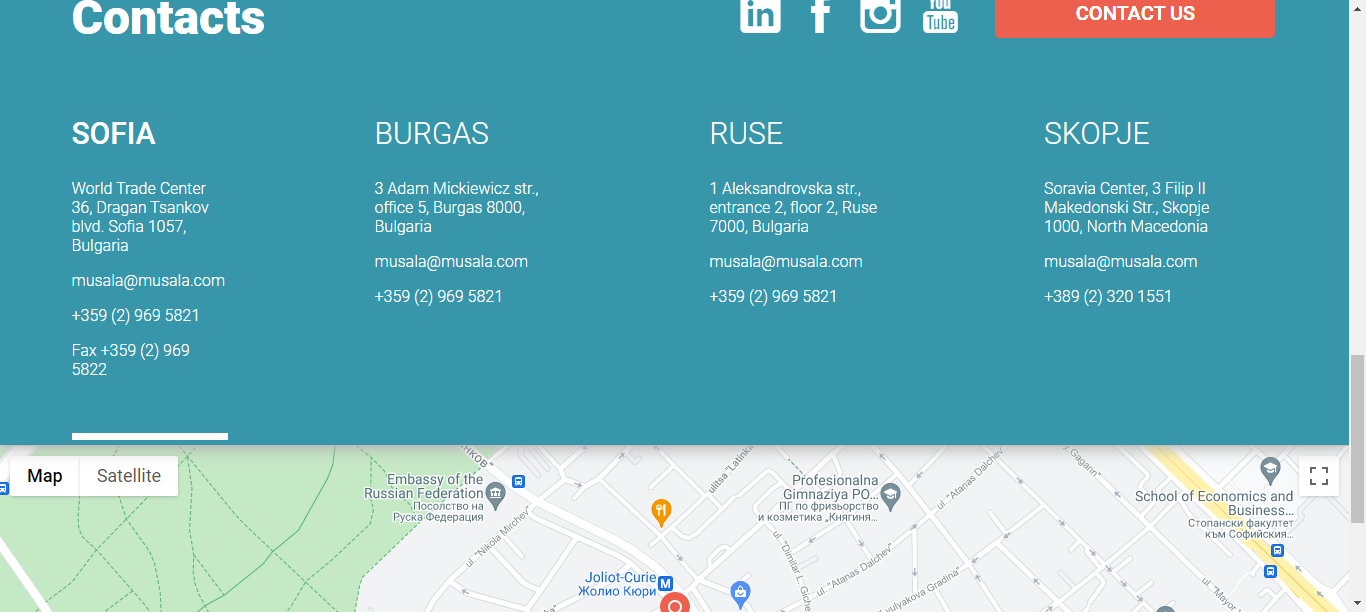 Contacts
in
You
Tube
CONTACT US
SOFIA
World Trade Center
36, Dragan Tsankov
blvd. Sofia 1057,
Bulgaria
musala@musala.com
+359 (2) 969 5821
Fax +359 (2) 969
5822
BURGAS
3 Adam Mickiewicz str.,
office 5, Burgas 8000,
Bulgaria
musala@musala.com
+359 (2) 969 5821
RUSE
1 Aleksandrovska str.,
entrance 2, floor 2, Ruse
7000, Bulgaria
musala@musala.com
+359 (2) 969 5821
SKOPJE
Soravia Center, 3 Filip II
Makedonski Str., Skopje
1000, North Macedonia
musala@musala.com
+389 (2) 320 1551
Map
Satellite
Embassy of the
Russian Federation
Посолство на
Руска Федерация
ul. "Nikola Mirchev"
ulitsa "Latinka
Profesionalna
Gimnaziya PO...
ПГ по фризьорство
и козметика „Княгиня...
ul. "Atanas Dalchev"
Gagarin"
School of Economics and
Business...
Стопански факултет
към Софийския...
Joliot-Curie
Жолио Кюри
M
ul. "Dimitar L. Giche
ul. "Atanas Dalchev"
vulyakova Gradina"
ul. "Mayor